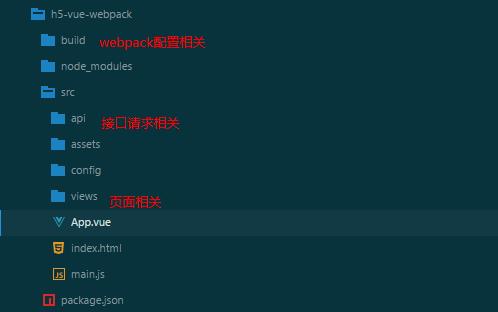 h5-vue-webpack
build webpack配置相关
node_modules
src
api 接口请求相关
assets
config
views 页面相关
App.vue
index.html
main.js
package.json